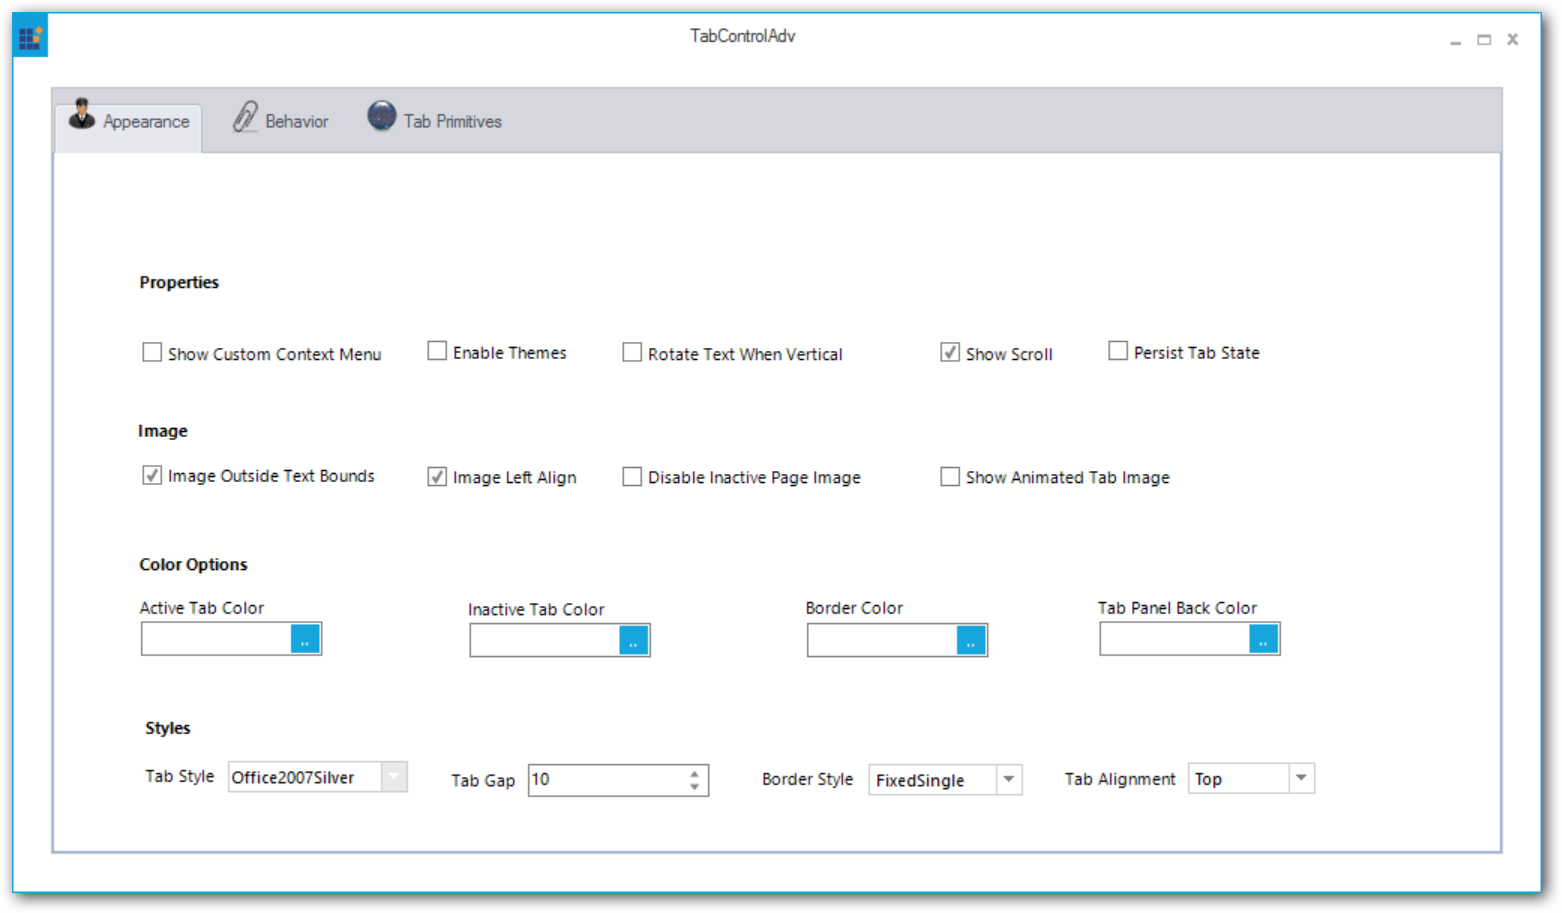 TabControlAdv
Appearance
Behavior
Tab Primitives
Properties
Show Custom Context Menu
Enable Themes
Rotate Text When Vertical
Show Scroll
Persist Tab State
Image
Image Outside Text Bounds
Image Left Align
Disable Inactive Page Image
Show Animated Tab Image
Color Options
Active Tab Color
Inactive Tab Color
Border Color
Tab Panel Back Color
..
..
..
..
Styles
Tab Style
Office2007Silver
Tab Gap
10
Border Style
FixedSingle
Tab Alignment
Top